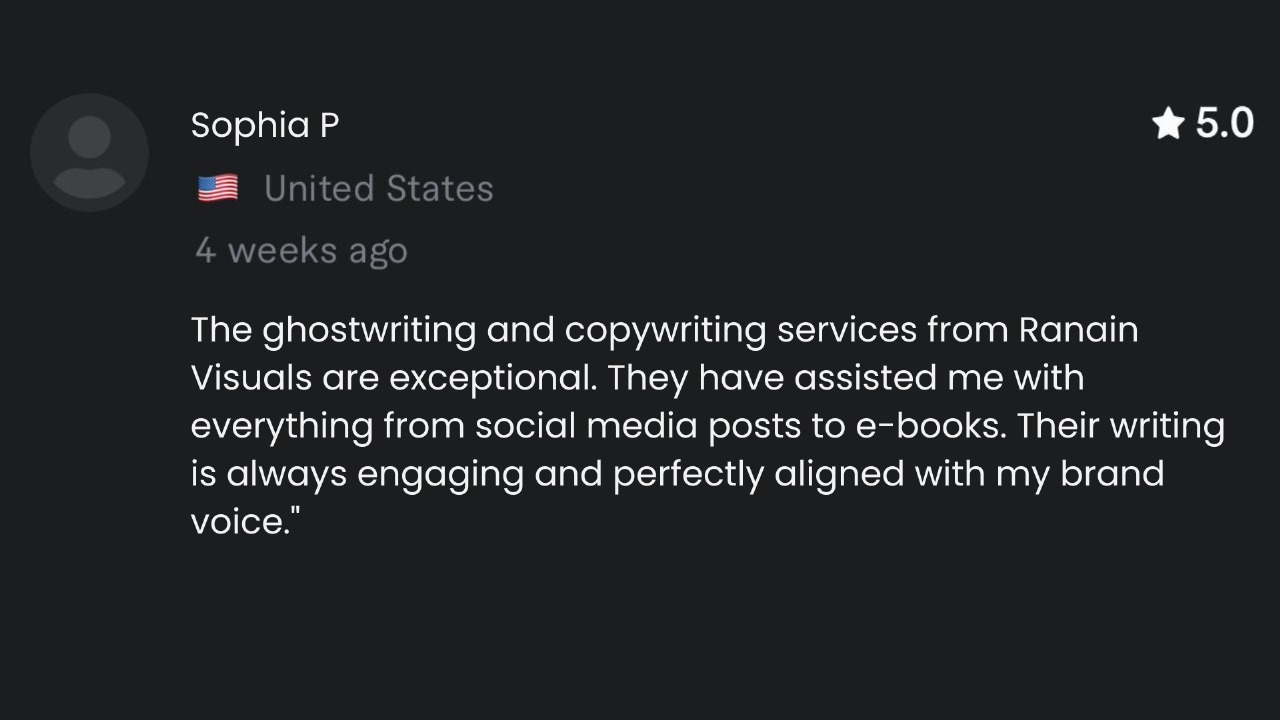 Sophia P
5.0
United States
4 weeks ago
The ghostwriting and copywriting services from Ranain
Visuals are exceptional. They have assisted me with
everything from social media posts to e-books. Their writing
is always engaging and perfectly aligned with my brand
voice."